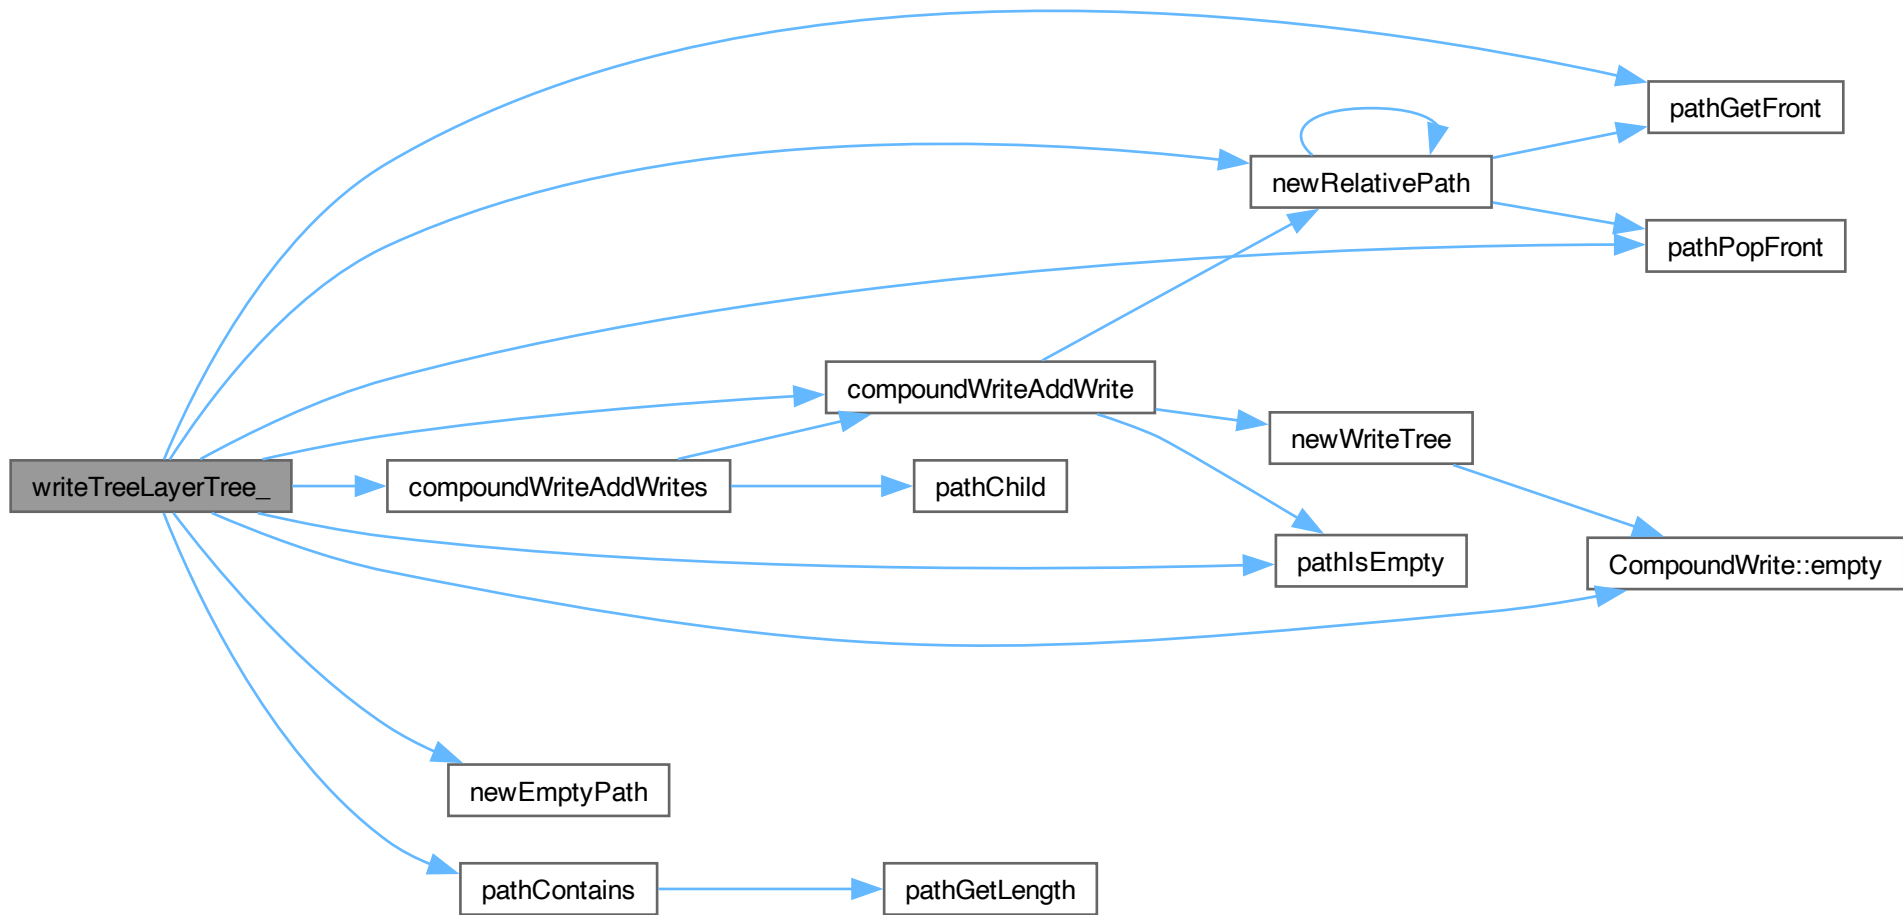 pathGetFront
newRelativePath
pathPopFront
compoundWriteAddWrite
newWriteTree
writeTreeLayerTree_
compoundWriteAddWrites
pathChild
pathIsEmpty
CompoundWrite::empty
newEmptyPath
pathContains
pathGetLength